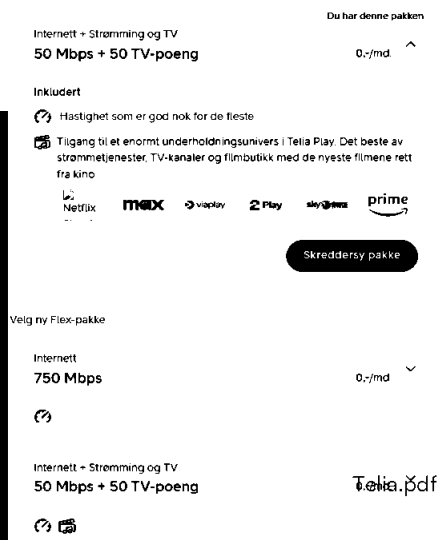 Du har denne pakken
Internett + Strømming og TV
50 Mbps + 50 TV-poeng
0,-/md.
Inkludert
Hastighet som er god nok for de fleste
Tilgang til et enormt underholdningsunivers i Telia Play. Det beste av
strømmetjenester, TV-kanaler og filmbutikk med de nyeste filmene rett
fra kino
Netflix
max
viaplay
2 Play
prime
Skreddersy pakke
Velg ny Flex-pakke
Internett
750 Mbps
0,-/md
Internett + Strømming og TV
50 Mbps + 50 TV-poeng
Telia.pdf